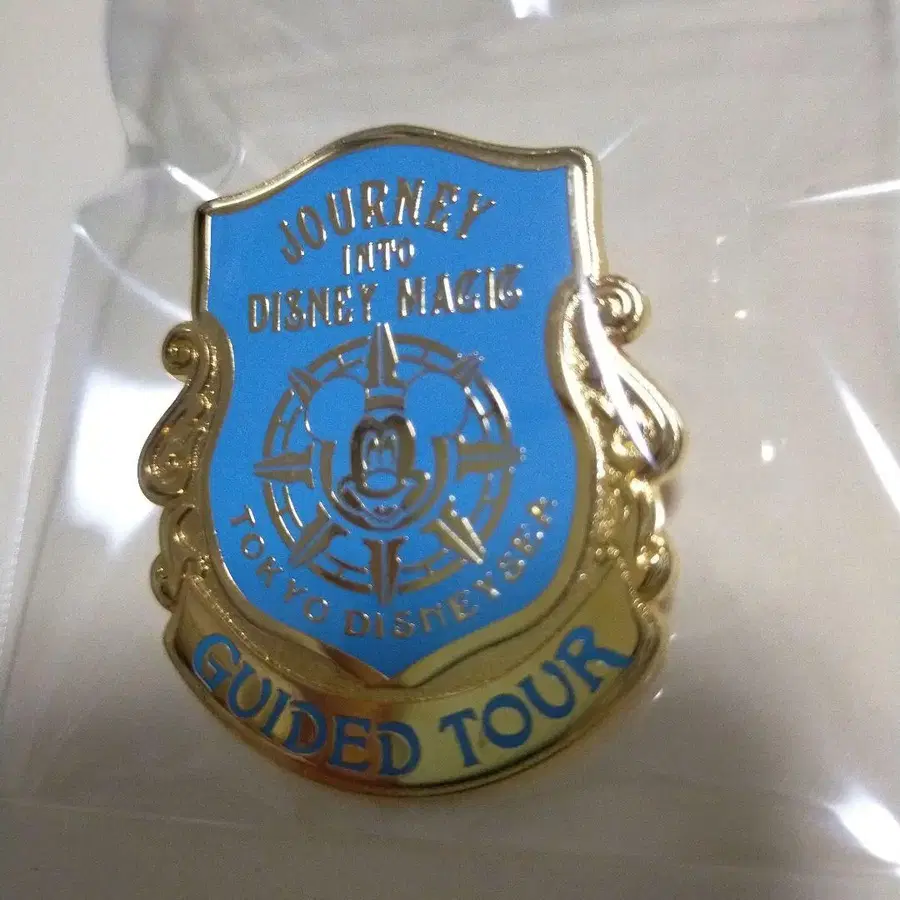 JOURNEY
INTO
DISNEY MAGIC
TOKYO DISNEYSEA
GUIDED TOUR